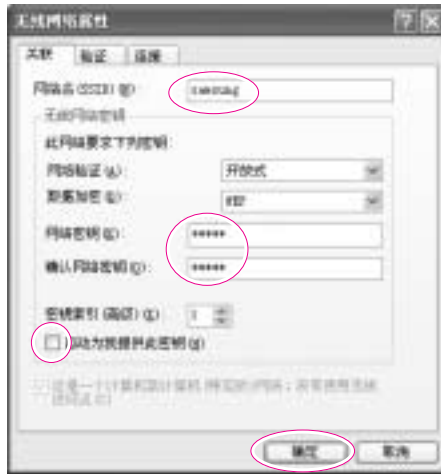 无线网络属性
关联 验证 连接
网络名(SSID)(N): samsung
无线网络密钥
此网络要求下列密钥:
网络验证(A): 开放式
数据加密(D): WEP
网络密钥(K): *****
确认网络密钥(O): *****
密钥索引(高级)(X): 1
自动为我提供此密钥(H)
确定 取消